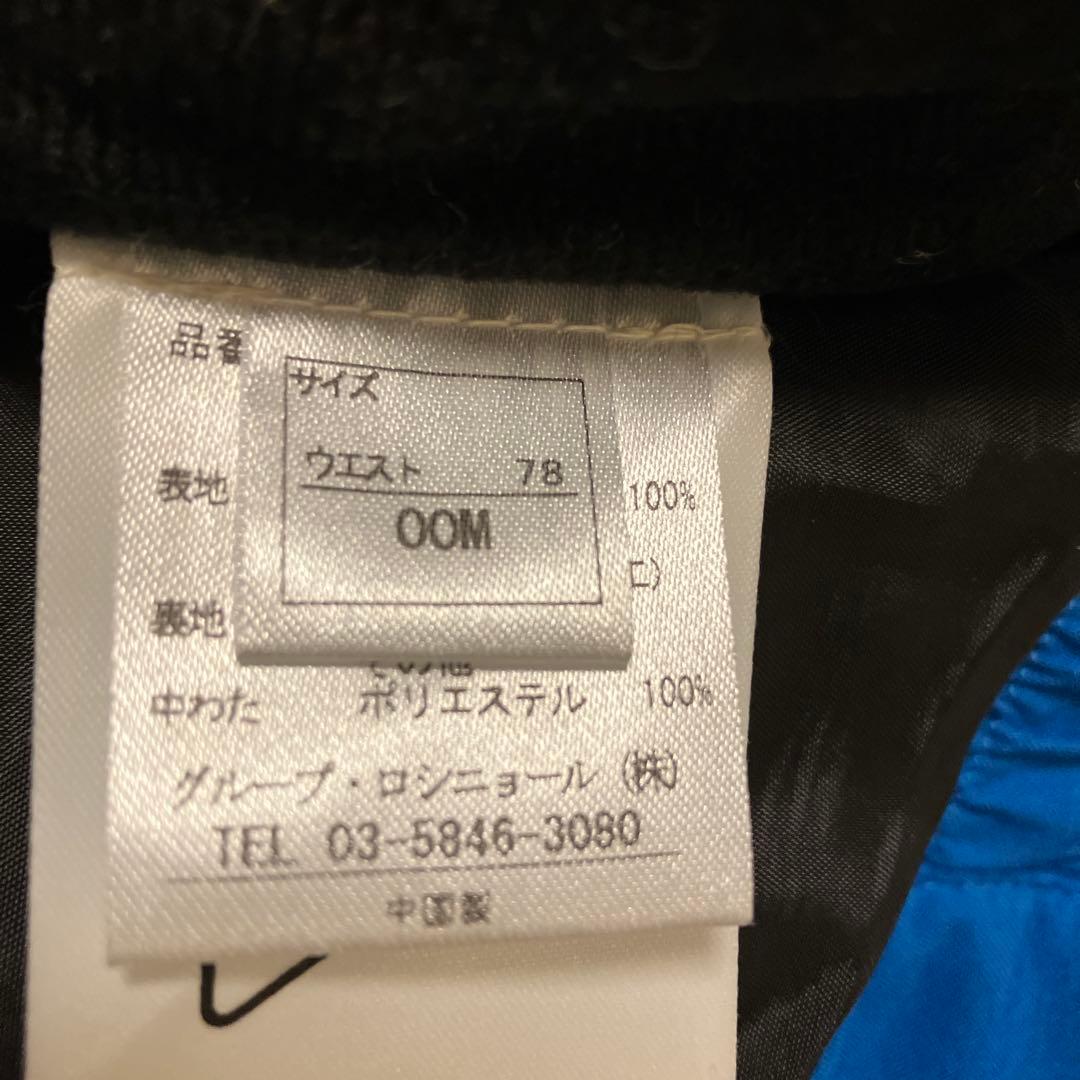 品番
サイズ
ウエスト 78
OOM
表地 100%
裏地
中わた ポリエステル 100%
グループ・ロシニョール (株)
TEL 03-5846-3080
中国製